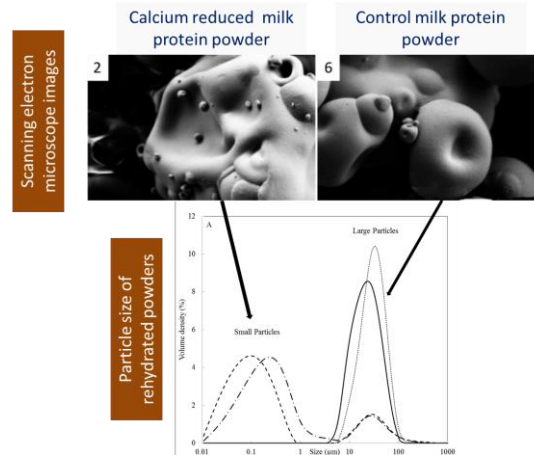 Calcium reduced milk
protein powder
Control milk protein
powder
Scanning electron
microscope images
2
6
Particle size of
rehydrated powders
A
Large Particles
Small Particles
Volume density (%)
12
10
8
6
4
2
0
0.01
0.1
1
10
100
1000
Size (µm)